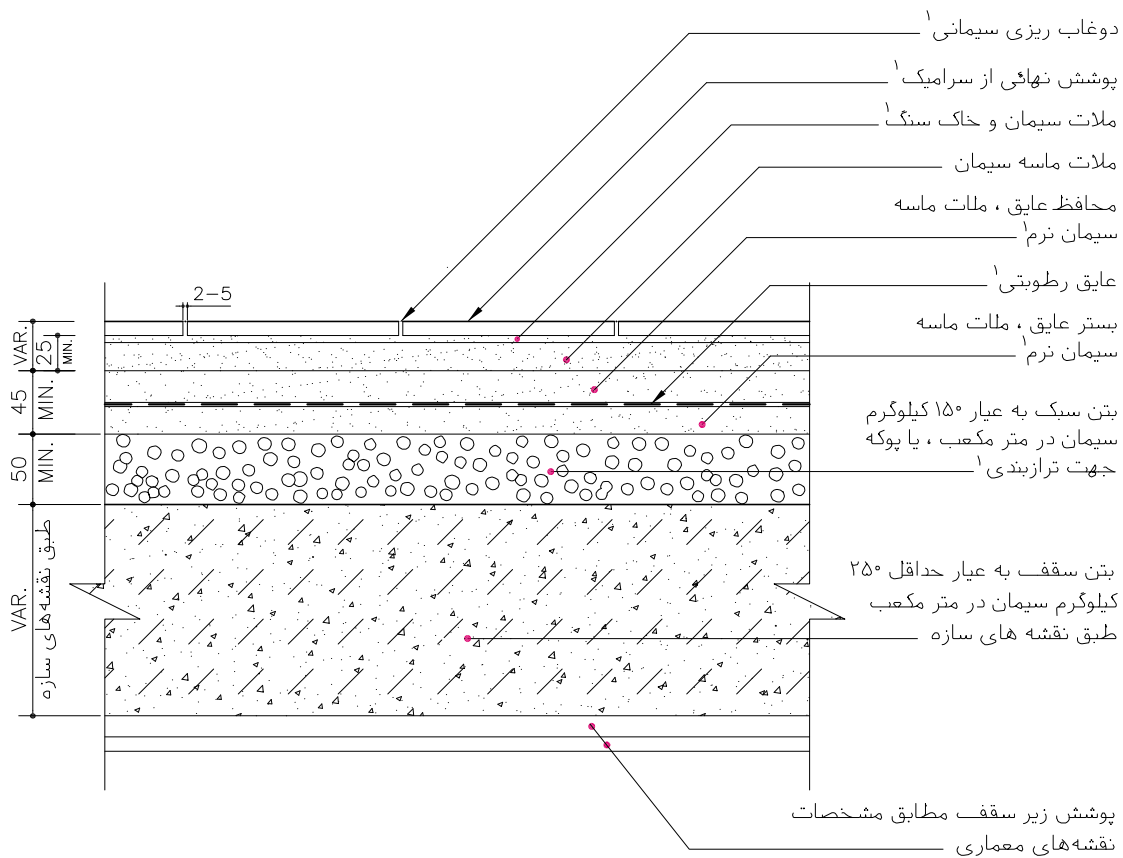 دوغاب ریزی سیمانی۱
پوشش نهائی از سرامیک۱
ملات سیمان و خاک سنگ۱
ملات ماسه سیمان
محافظ عایق ، ملات ماسه
سیمان نرم۱
عایق رطوبتی۱
بستر عایق ، ملات ماسه
سیمان نرم۱
بتن سبک به عیار ۱۵۰ کیلوگرم
سیمان در متر مکعب ، یا پوکه
جهت ترازبندی۱
بتن سقف به عیار حداقل ۲۵۰
کیلوگرم سیمان در متر مکعب
طبق نقشه های سازه
پوشش زیر سقف مطابق مشخصات
نقشه‌های معماری
2-5
VAR.
25
MIN.
45
MIN.
50
MIN.
VAR.
طبق نقشه‌های سازه